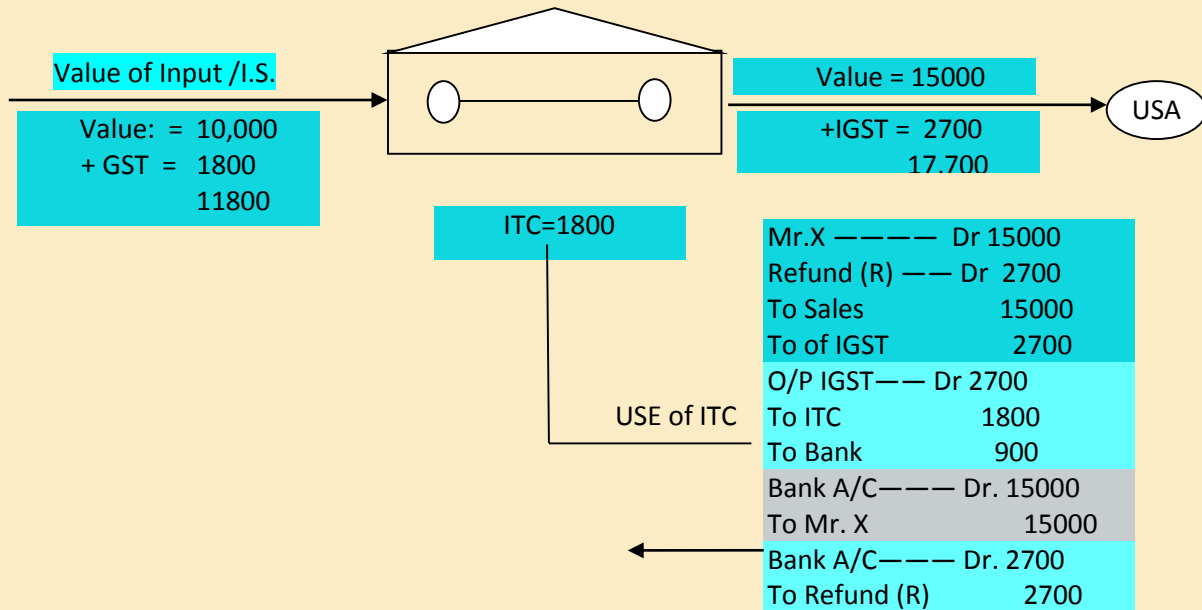 Value of Input /I.S.
Value: = 10,000
+ GST = 1800
11800
Value = 15000
+IGST = 2700
17.700
USA
ITC=1800
USE of ITC
Mr.X ———— Dr 15000
Refund (R) —— Dr 2700
To Sales 15000
To of IGST 2700
O/P IGST—— Dr 2700
To ITC 1800
To Bank 900
Bank A/C——— Dr. 15000
To Mr. X 15000
Bank A/C——— Dr. 2700
To Refund (R) 2700